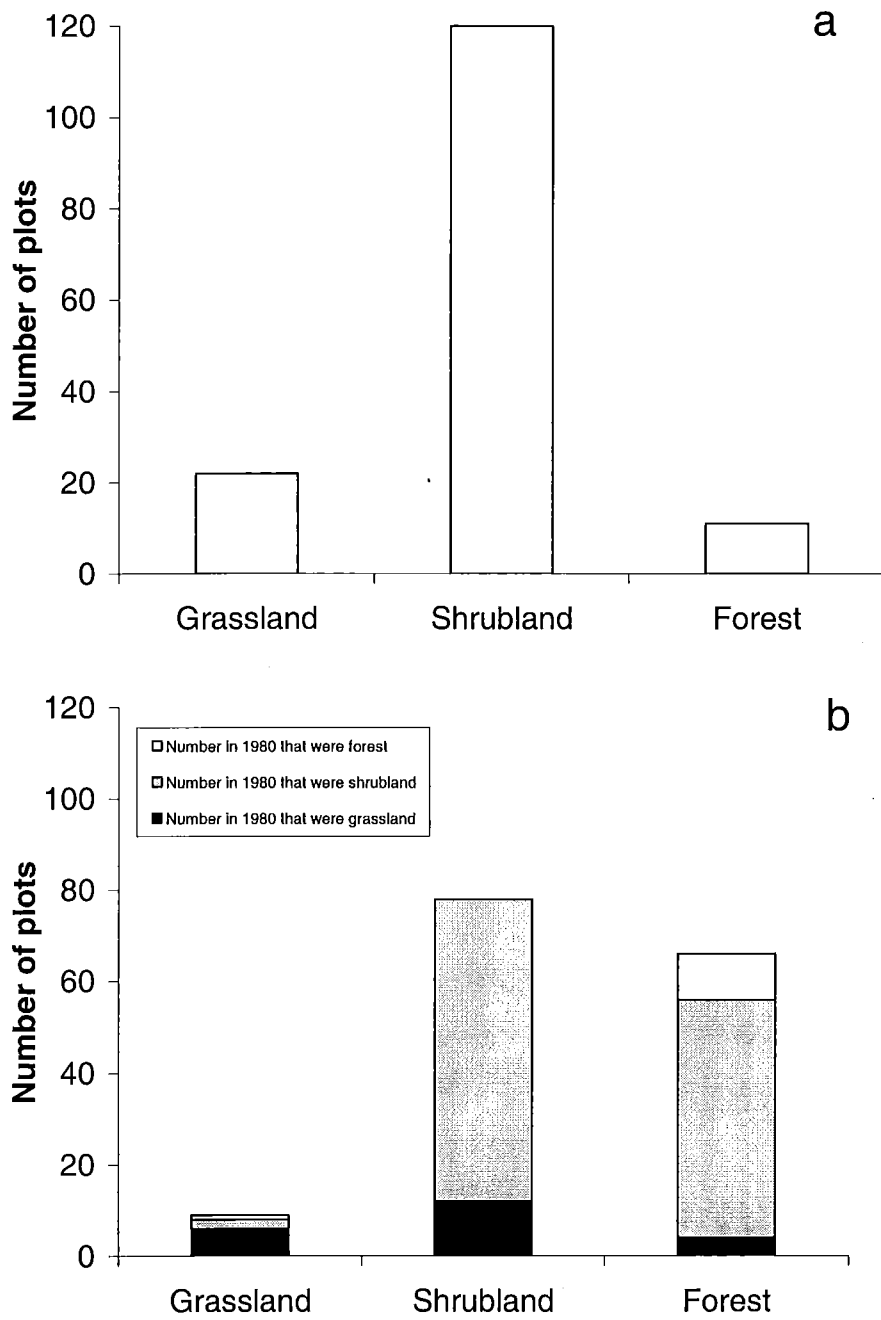 a
120
100
80
60
40
20
0
Number of plots
Grassland Shrubland Forest
b
120
100
80
60
40
20
0
Number of plots
Number in 1980 that were forest
Number in 1980 that were shrubland
Number in 1980 that were grassland
Grassland Shrubland Forest